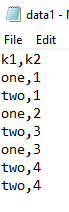 data1 - N
File Edit
k1,k2
one,1
two,1
one,2
two,3
one,3
two,4
two,4